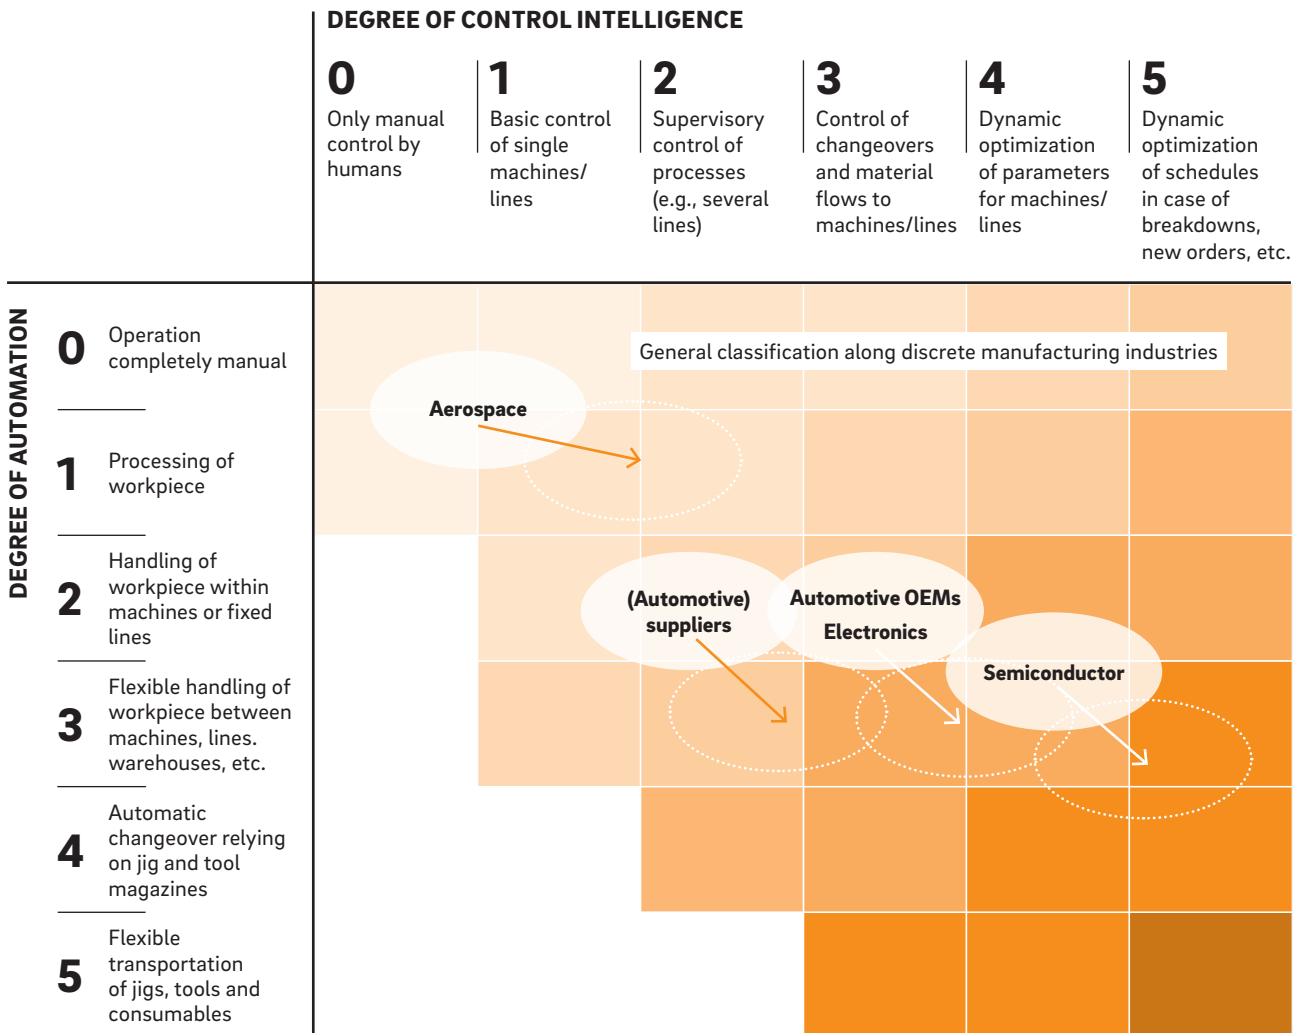 DEGREE OF CONTROL INTELLIGENCE
0
Only manual
control by
humans
1
Basic control
of single
machines/
lines
2
Supervisory
control of
processes
(e.g., several
lines)
3
Control of
changeovers
and material
flows to
machines/lines
4
Dynamic
optimization
of parameters
for machines/
lines
5
Dynamic
optimization
of schedules
in case of
breakdowns,
new orders, etc.
DEGREE OF AUTOMATION
0
Operation
completely manual
1
Processing of
workpiece
2
Handling of
workpiece within
machines or fixed
lines
3
Flexible handling of
workpiece between
machines, lines.
warehouses, etc.
4
Automatic
changeover relying
on jig and tool
magazines
5
Flexible
transportation
of jigs, tools and
consumables
General classification along discrete manufacturing industries
Aerospace
(Automotive)
suppliers
Automotive OEMs
Electronics
Semiconductor